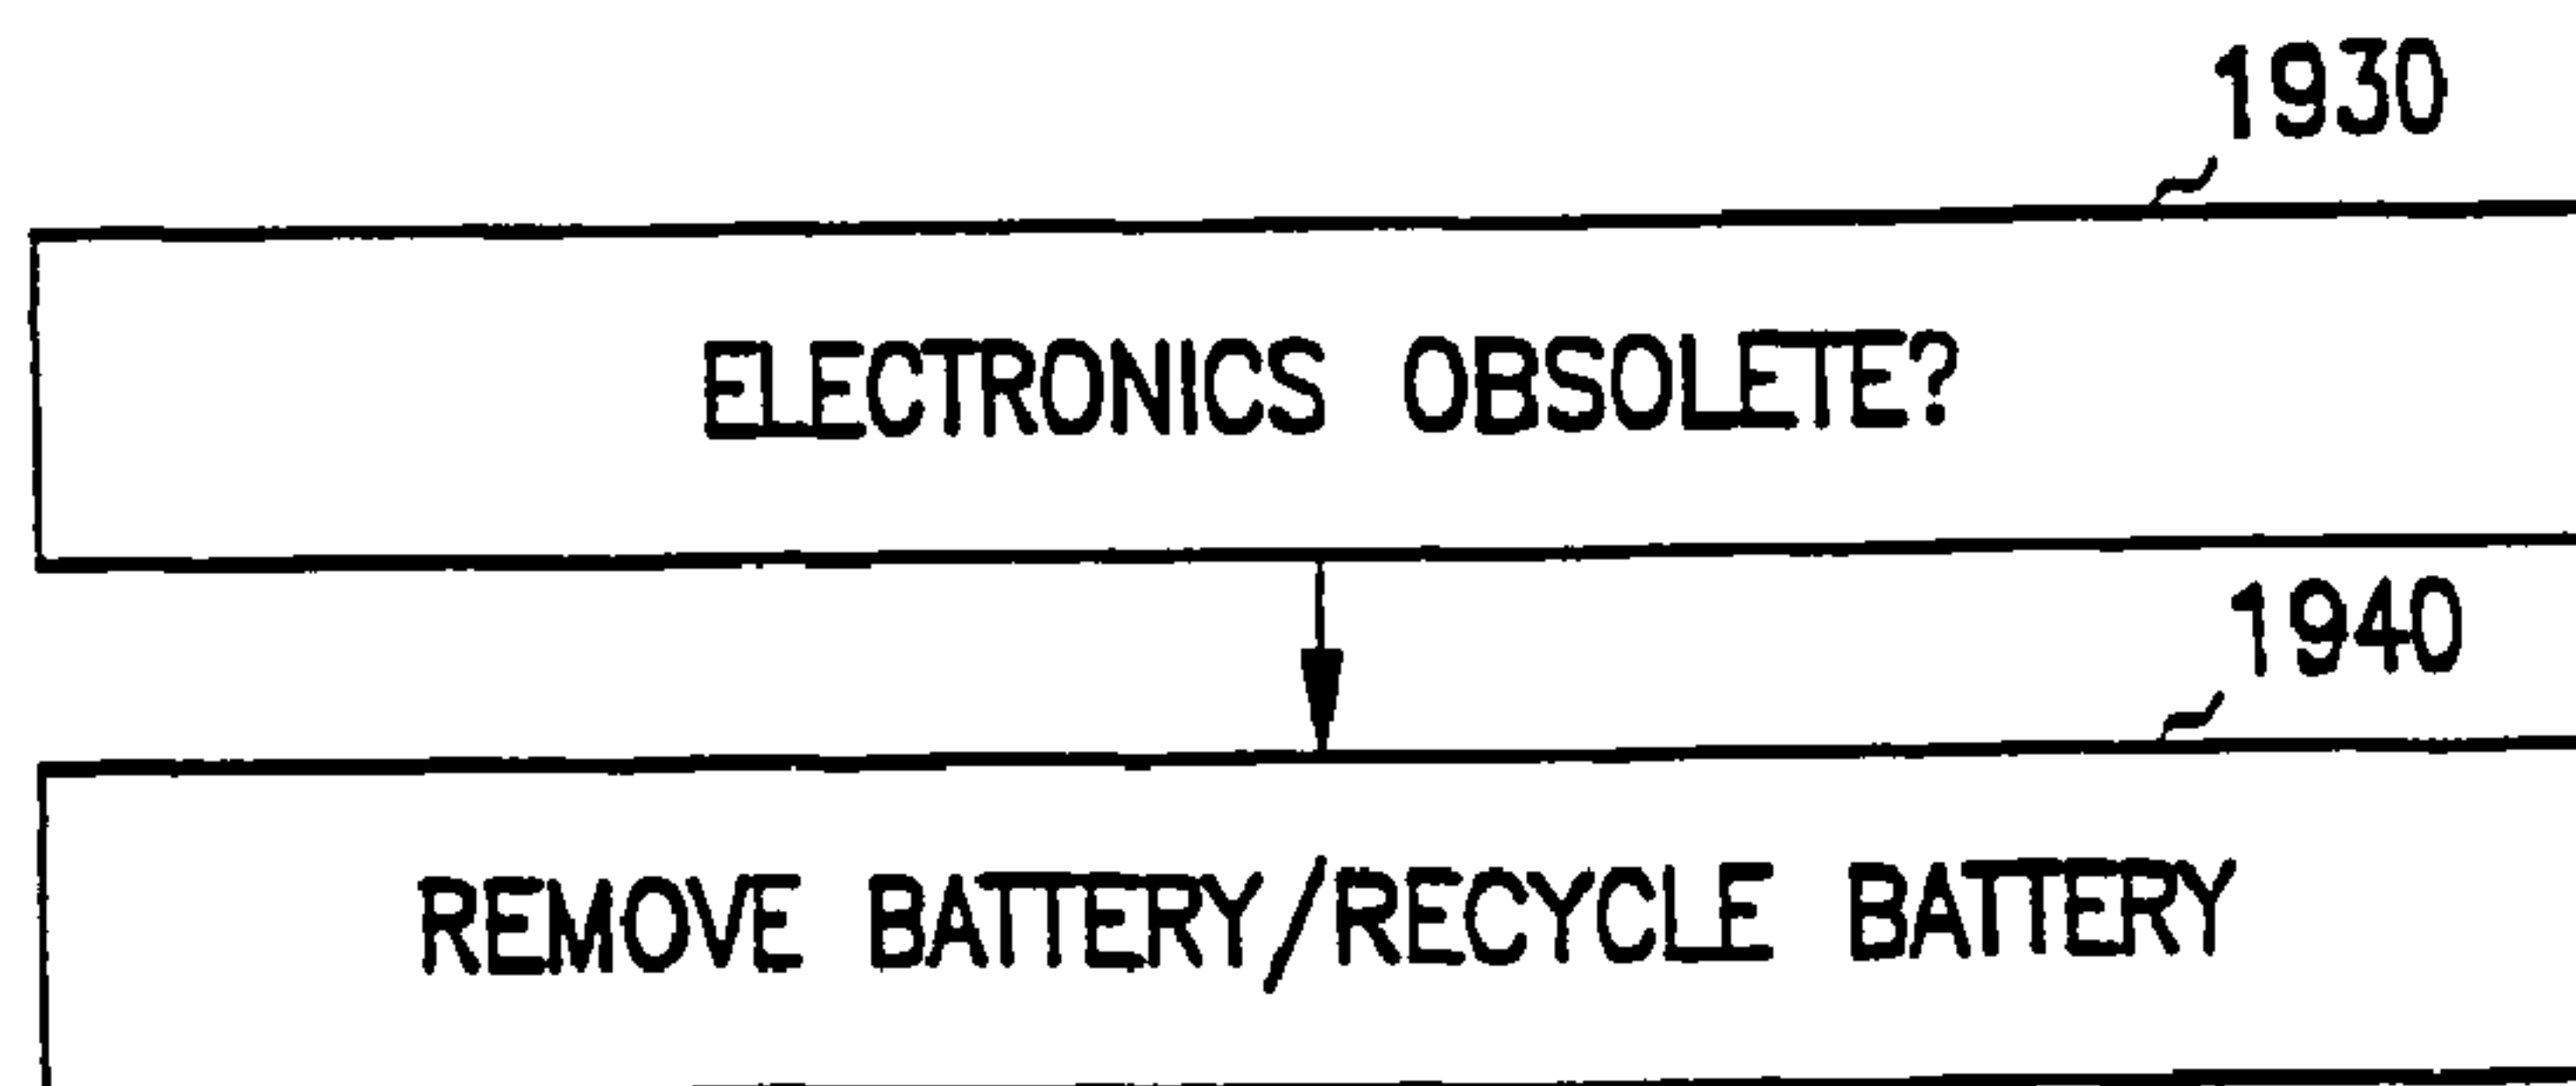 1930
ELECTRONICS OBSOLETE?
1940
REMOVE BATTERY/RECYCLE BATTERY